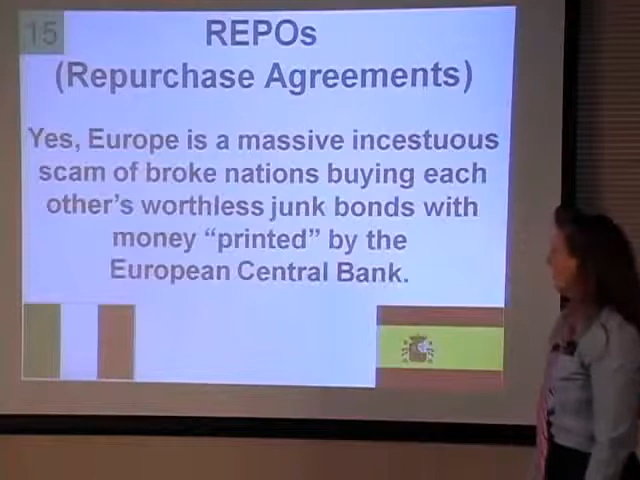 15
REPOs
(Repurchase Agreements)
Yes, Europe is a massive incestuous
scam of broke nations buying each
other's worthless junk bonds with
money “printed” by the
European Central Bank.